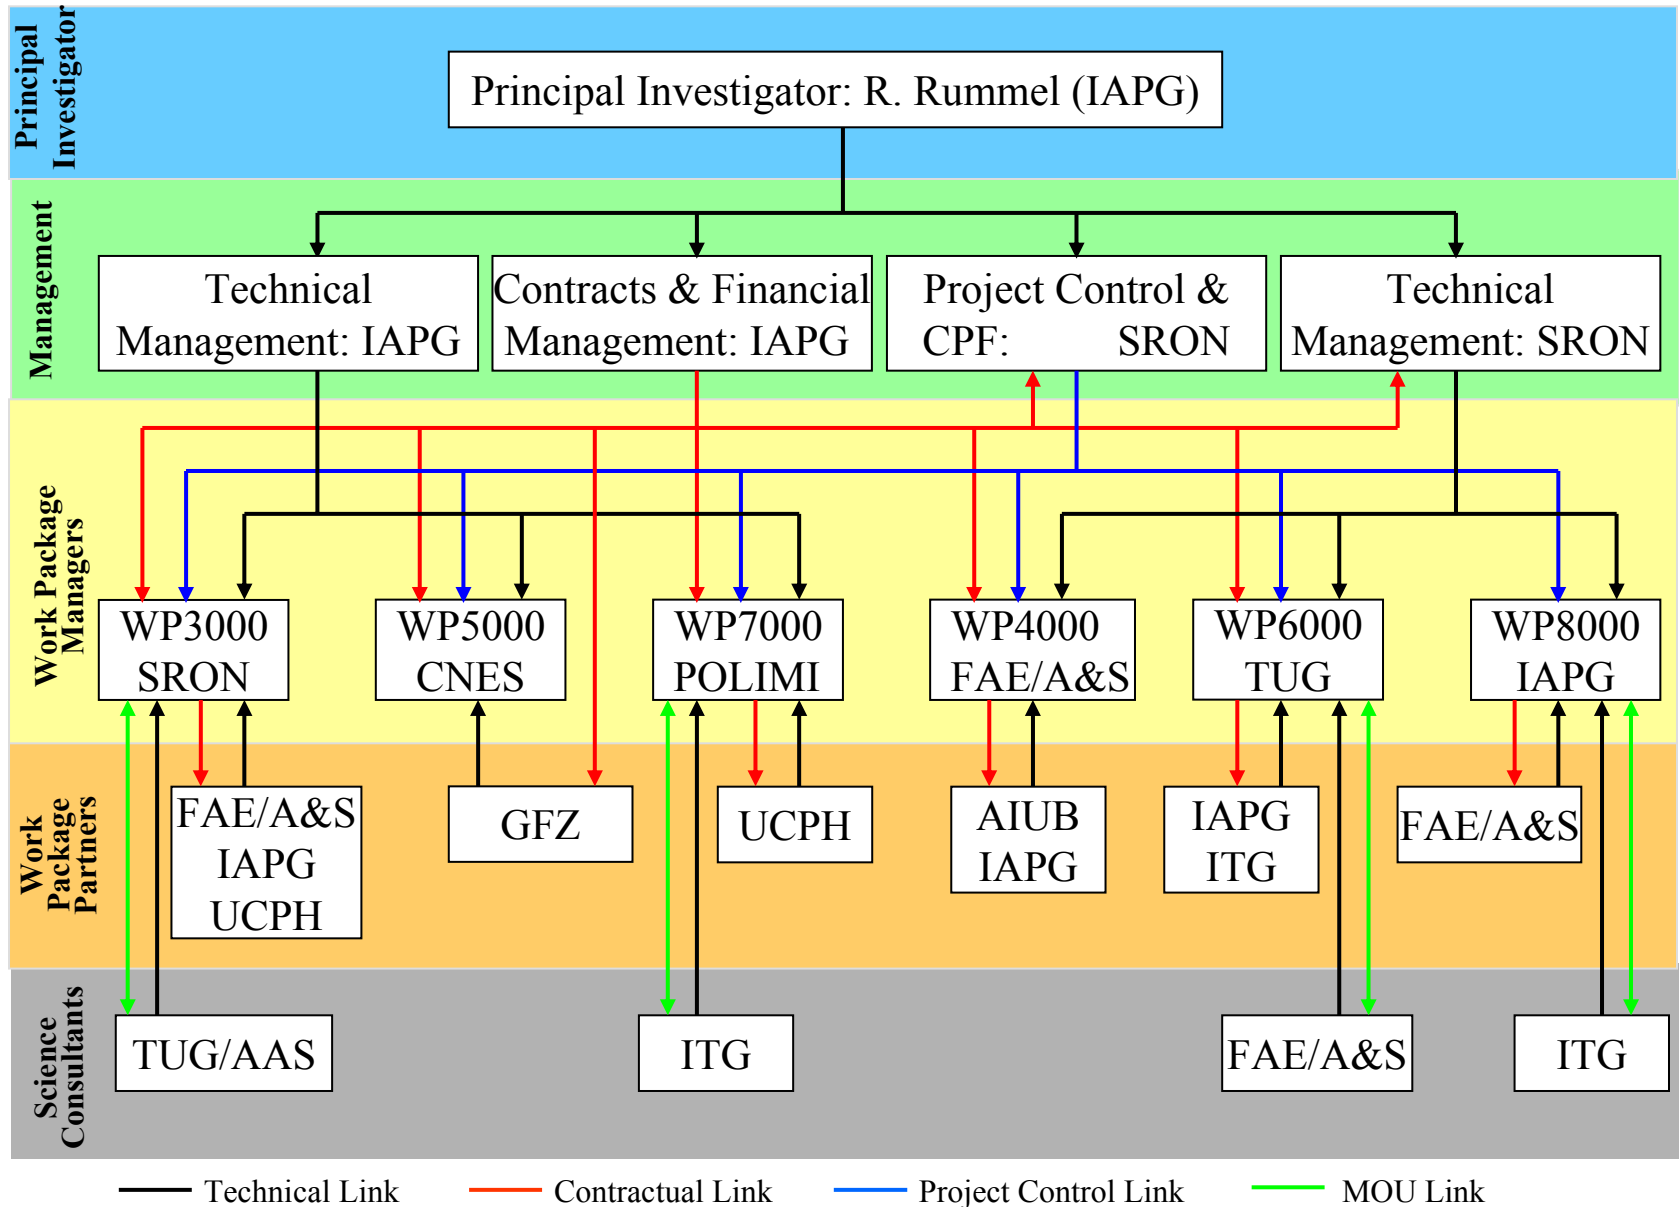 Principal
Investigator
Principal Investigator: R. Rummel (IAPG)
Management
Technical
Management: IAPG
Contracts & Financial
Management: IAPG
Project Control &
CPF: SRON
Technical
Management: SRON
Work Package
Managers
WP3000
SRON
WP5000
CNES
WP7000
POLIMI
WP4000
FAE/A&S
WP6000
TUG
WP8000
IAPG
Work
Package
Partners
FAE/A&S
IAPG
UCPH
GFZ
UCPH
AIUB
IAPG
IAPG
ITG
FAE/A&S
Science
Consultants
TUG/AAS
ITG
FAE/A&S
ITG
Technical Link
Contractual Link
Project Control Link
MOU Link